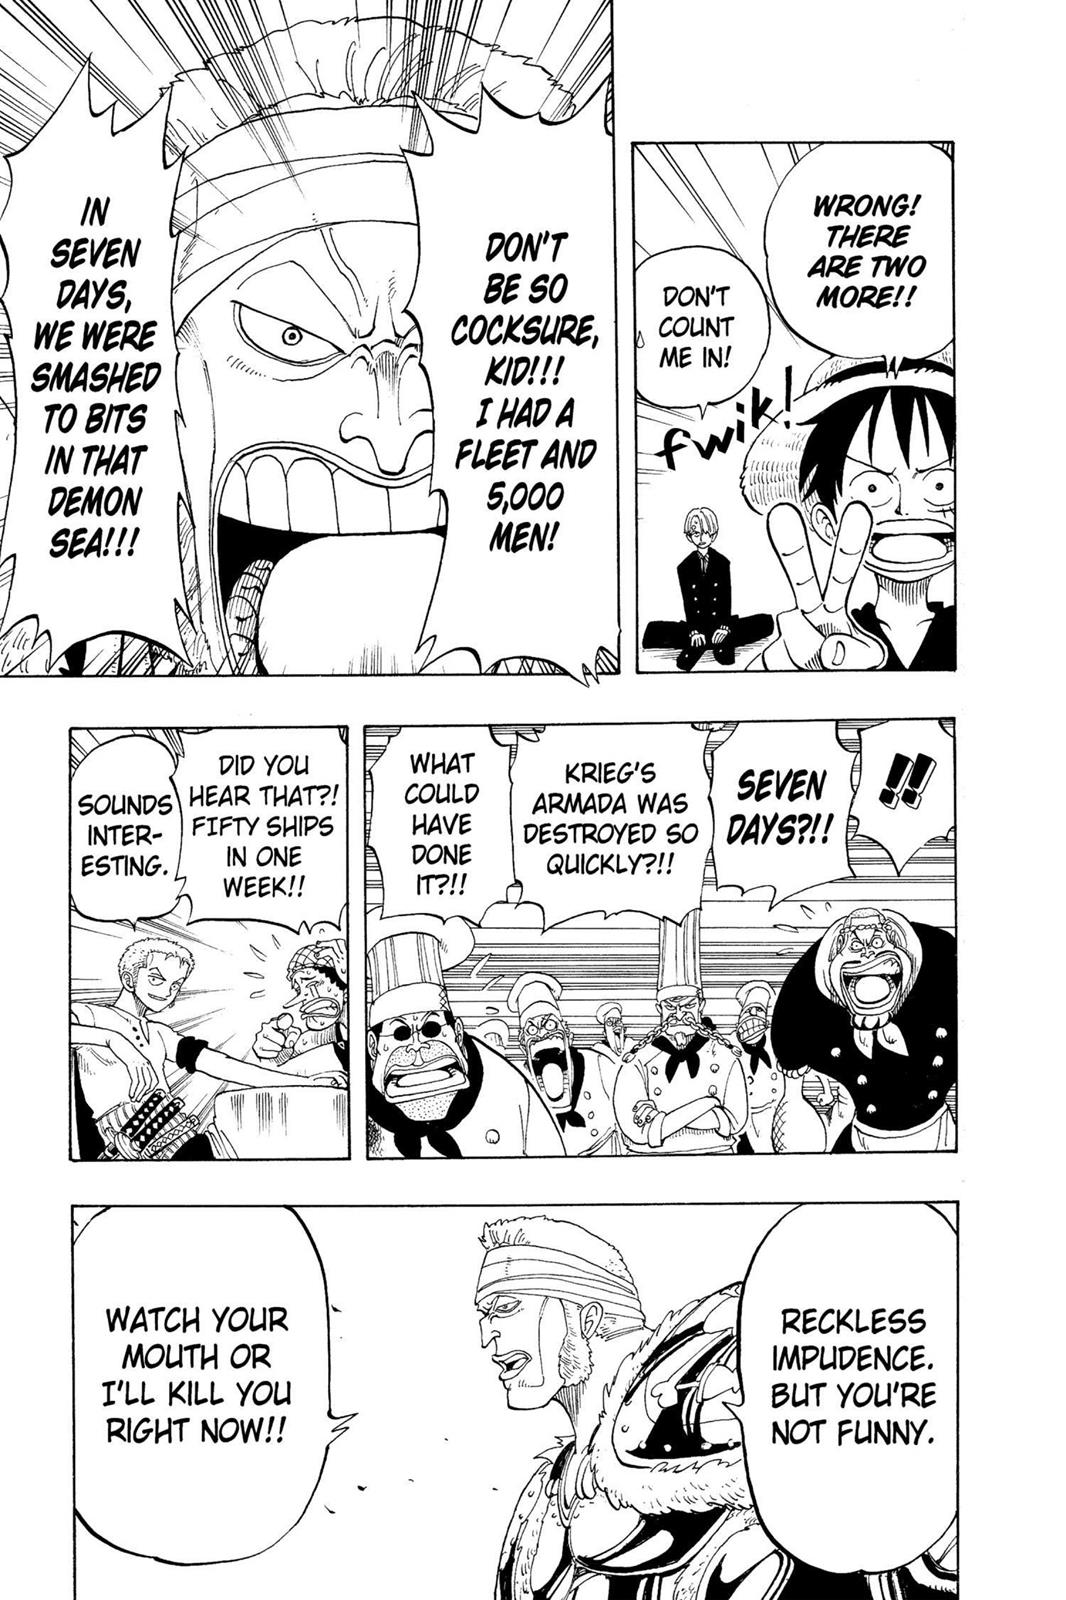 WRONG!
THERE
ARE TWO
MORE!!
DON'T
COUNT
ME IN!
FWIK!
DON'T
BE SO
COCKSURE,
KID!!!
I HAD A
FLEET AND
5,000
MEN!
IN
SEVEN
DAYS,
WE WERE
SMASHED
TO BITS
IN THAT
DEMON
SEA!!!
!!
SEVEN
DAYS?!!
KRIEG'S
ARMADA WAS
DESTROYED SO
QUICKLY?!!
WHAT
COULD
HAVE
DONE
IT?!!
DID YOU
HEAR THAT?!
FIFTY SHIPS
IN ONE
WEEK!!
SOUNDS
INTER-
ESTING.
RECKLESS
IMPUDENCE.
BUT YOU'RE
NOT FUNNY.
WATCH YOUR
MOUTH OR
I'LL KILL YOU
RIGHT NOW!!